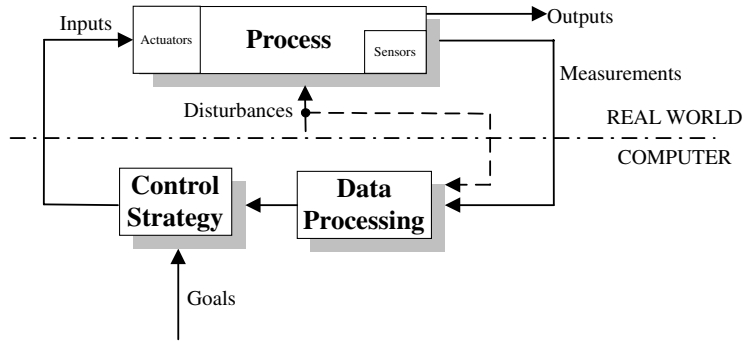 Inputs
Actuators
Process
Sensors
Outputs
Measurements
Disturbances
REAL WORLD
COMPUTER
Control
Strategy
Data
Processing
Goals